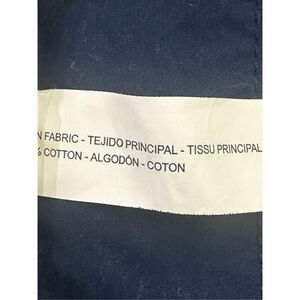 N FABRIC - TEJIDO PRINCIPAL - TISSU PRINCIPAL
% COTTON - ALGODÓN - COTON